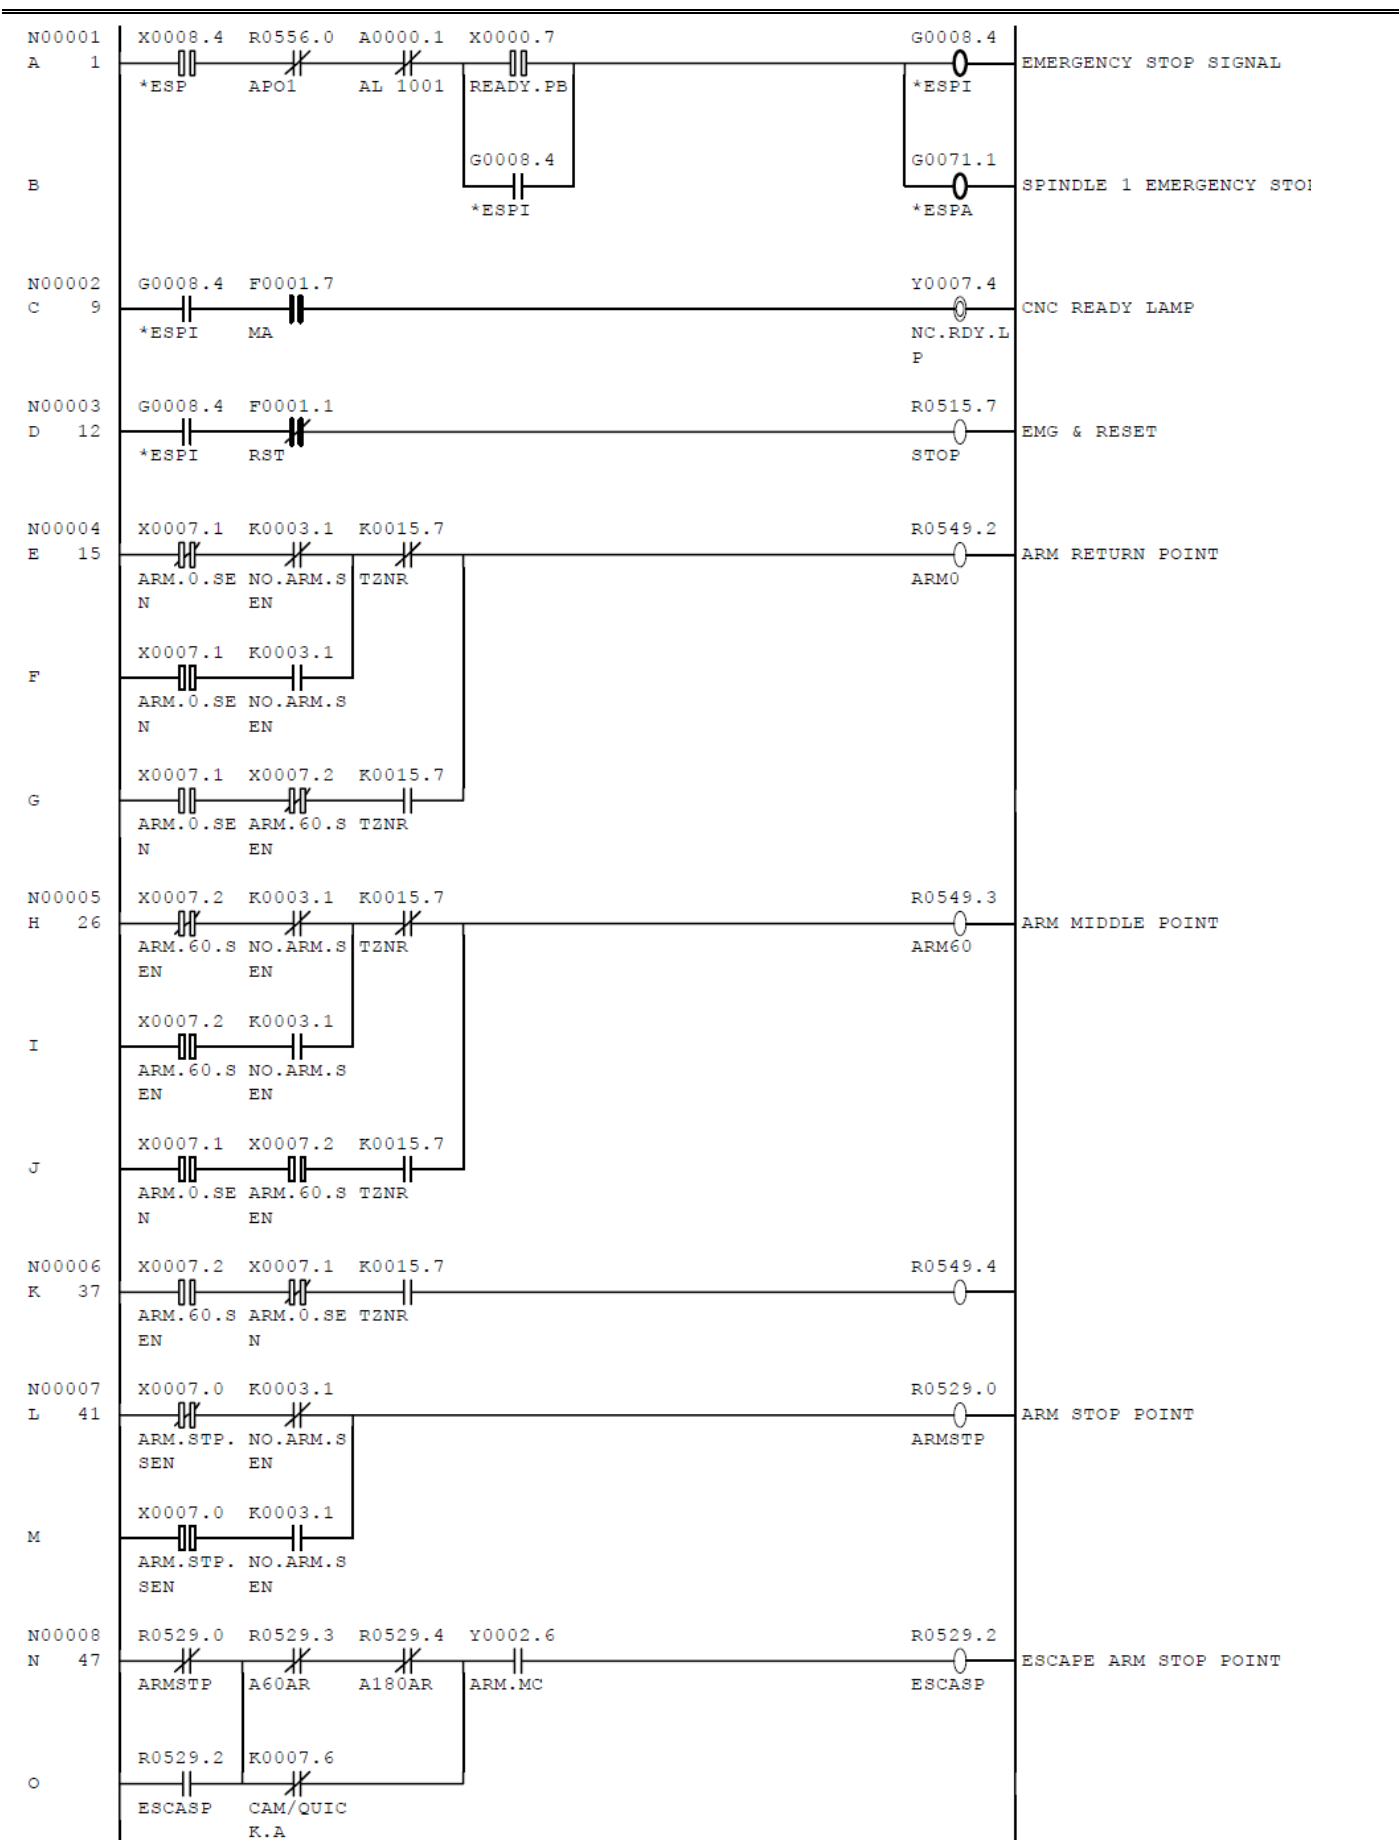 N00001 X0008.4 R0556.0 A0000.1 X0000.7 G0008.4
A 1 EMERGENCY STOP SIGNAL
*ESP APO1 AL 1001 READY.PB *ESPI
G0008.4 G0071.1
B SPINDLE 1 EMERGENCY STO
*ESPI *ESPA
N00002 G0008.4 F0001.7 Y0007.4
C 9 CNC READY LAMP
*ESPI MA NC.RDY.L
P
N00003 G0008.4 F0001.1 R0515.7
D 12 EMG & RESET
*ESPI RST STOP
N00004 X0007.1 K0003.1 K0015.7 R0549.2
E 15 ARM RETURN POINT
ARM.0.SE NO.ARM.S TZNR ARM0
N EN
X0007.1 K0003.1
F
ARM.0.SE NO.ARM.S
N EN
X0007.1 X0007.2 K0015.7
G
ARM.0.SE ARM.60.S TZNR
N EN
N00005 X0007.2 K0003.1 K0015.7 R0549.3
H 26 ARM MIDDLE POINT
ARM.60.S NO.ARM.S TZNR ARM60
EN EN
X0007.2 K0003.1
I
ARM.60.S NO.ARM.S
EN EN
X0007.1 X0007.2 K0015.7
J
ARM.0.SE ARM.60.S TZNR
N EN
N00006 X0007.2 X0007.1 K0015.7 R0549.4
K 37
ARM.60.S ARM.0.SE TZNR
EN N
N00007 X0007.0 K0003.1 R0529.0
L 41 ARM STOP POINT
ARM.STP. NO.ARM.S ARMSTP
SEN EN
X0007.0 K0003.1
M
ARM.STP. NO.ARM.S
SEN EN
N00008 R0529.0 R0529.3 R0529.4 Y0002.6 R0529.2
N 47 ESCAPE ARM STOP POINT
ARMSTP A60AR A180AR ARM.MC ESCASP
R0529.2 K0007.6
O
ESCASP CAM/QUIC
K.A